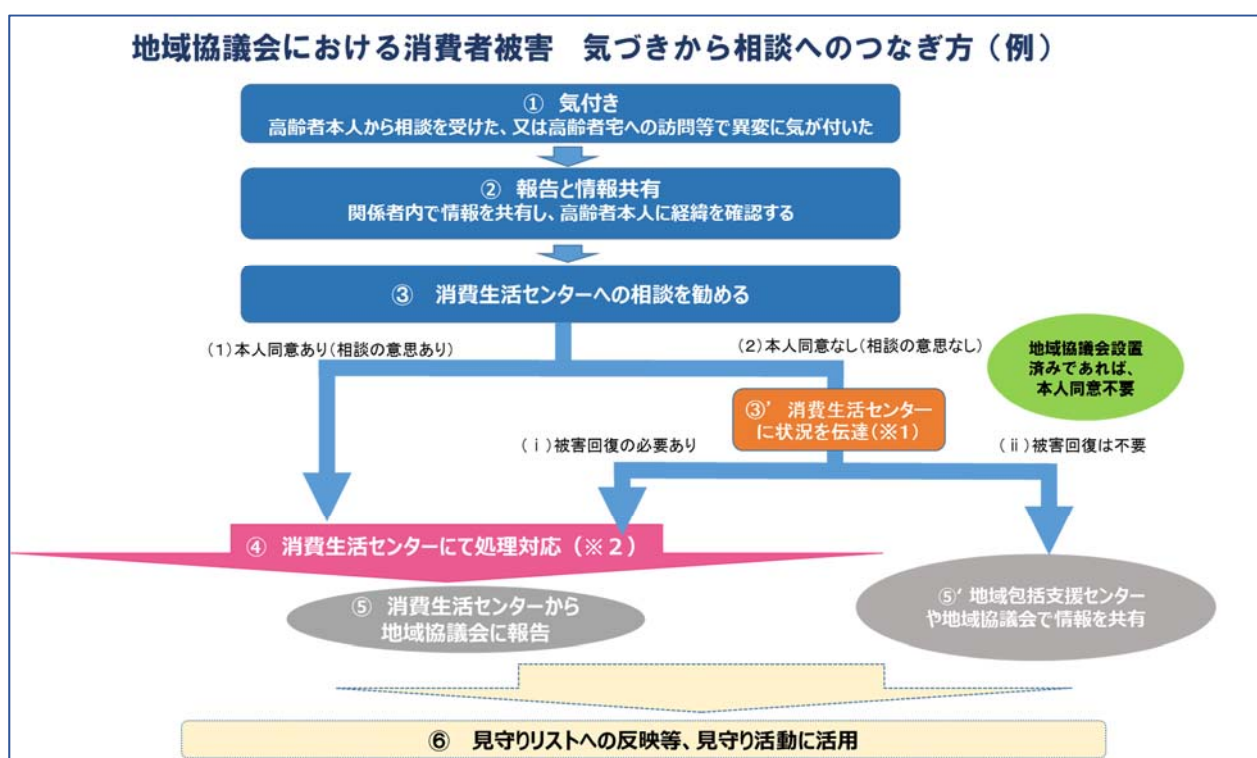 地域協議会における消費者被害　気づきから相談へのつなぎ方（例）
① 気付き
高齢者本人から相談を受けた、又は高齢者宅への訪問等で異変に気が付いた
② 報告と情報共有
関係者内で情報を共有し、高齢者本人に経緯を確認する
③ 消費生活センターへの相談を勧める
（1）本人同意あり（相談の意思あり）
（2）本人同意なし（相談の意思なし）
地域協議会設置
済みであれば、
本人同意不要
③’ 消費生活センター
に状況を伝達（※1）
（ⅰ）被害回復の必要あり
（ⅱ）被害回復は不要
④ 消費生活センターにて処理対応（※２）
⑤ 消費生活センターから
地域協議会に報告
⑤’ 地域包括支援センター
や地域協議会で情報を共有
⑥ 見守りリストへの反映等、見守り活動に活用